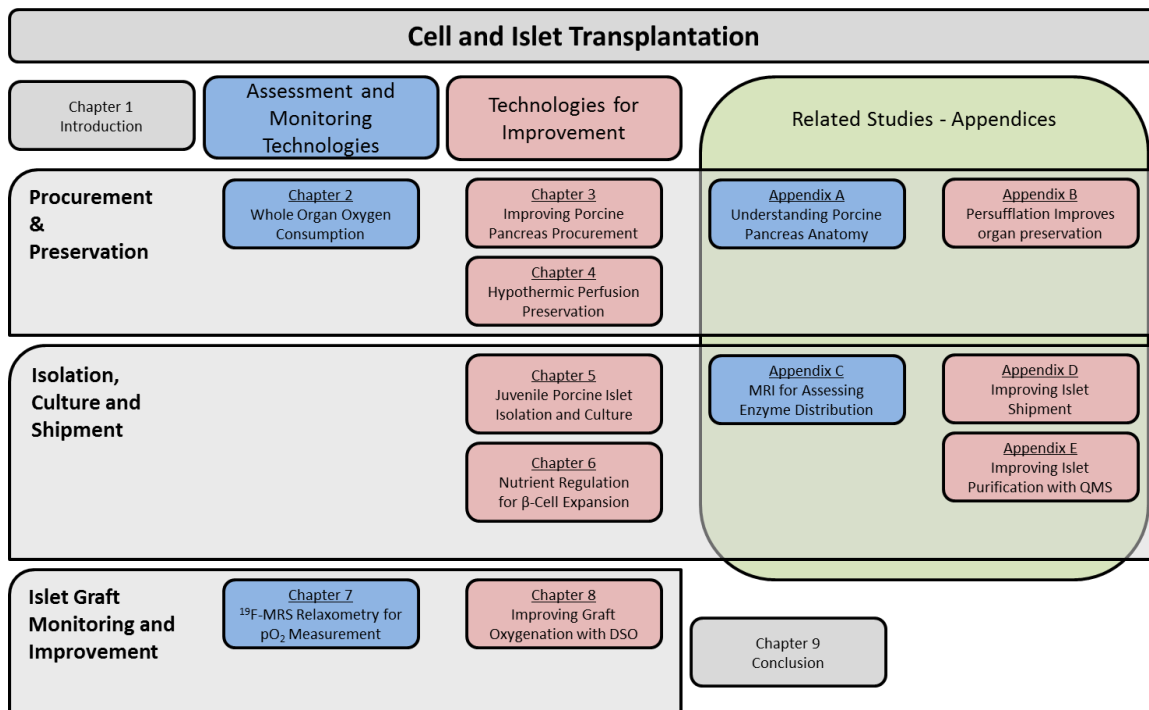 Cell and Islet Transplantation
Chapter 1
Introduction
Assessment and
Monitoring
Technologies
Technologies for
Improvement
Related Studies - Appendices
Procurement
&
Preservation
Chapter 2
Whole Organ Oxygen
Consumption
Chapter 3
Improving Porcine
Pancreas Procurement
Chapter 4
Hypothermic Perfusion
Preservation
Appendix A
Understanding Porcine
Pancreas Anatomy
Appendix B
Persufflation Improves
organ preservation
Isolation,
Culture and
Shipment
Chapter 5
Juvenile Porcine Islet
Isolation and Culture
Chapter 6
Nutrient Regulation
for β-Cell Expansion
Appendix C
MRI for Assessing
Enzyme Distribution
Appendix D
Improving Islet
Shipment
Appendix E
Improving Islet
Purification with QMS
Islet Graft
Monitoring and
Improvement
Chapter 7
¹⁹F-MRS Relaxometry for
pO₂ Measurement
Chapter 8
Improving Graft
Oxygenation with DSO
Chapter 9
Conclusion